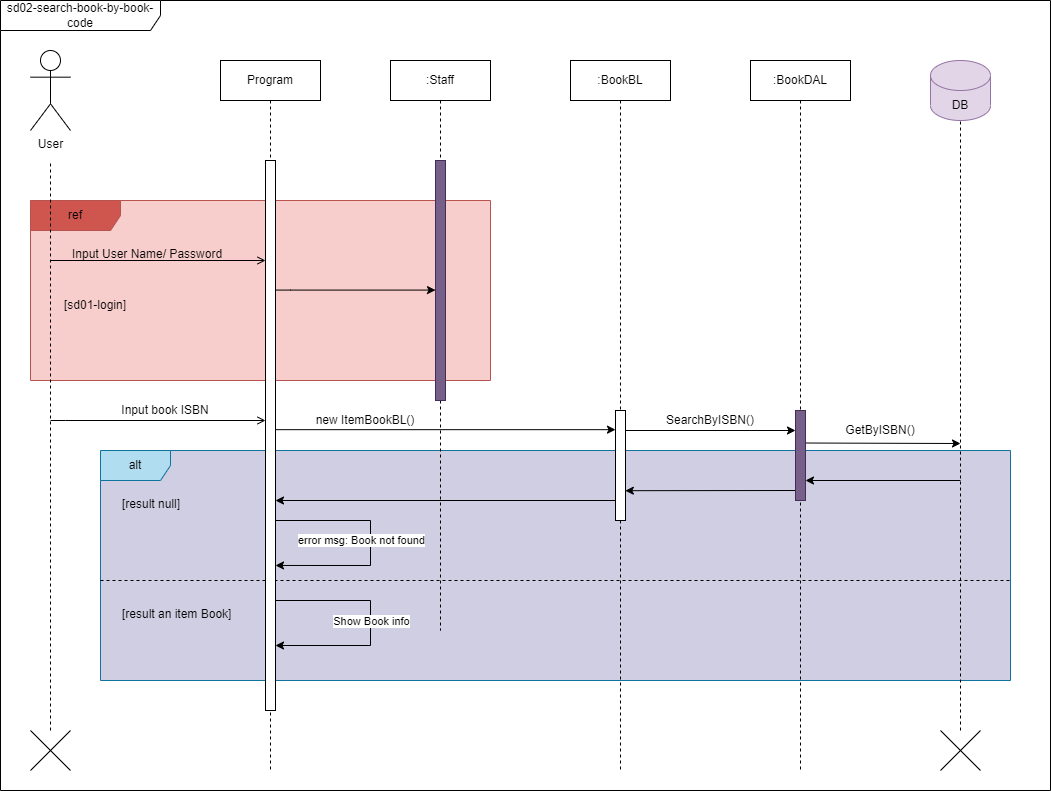 sd02-search-book-by-book-
code
User
Program
:Staff
:BookBL
:BookDAL
DB
ref
Input User Name/ Password
[sd01-login]
Input book ISBN
new ItemBookBL()
SearchByISBN()
GetByISBN()
alt
[result null]
error msg: Book not found
[result an item Book]
Show Book info